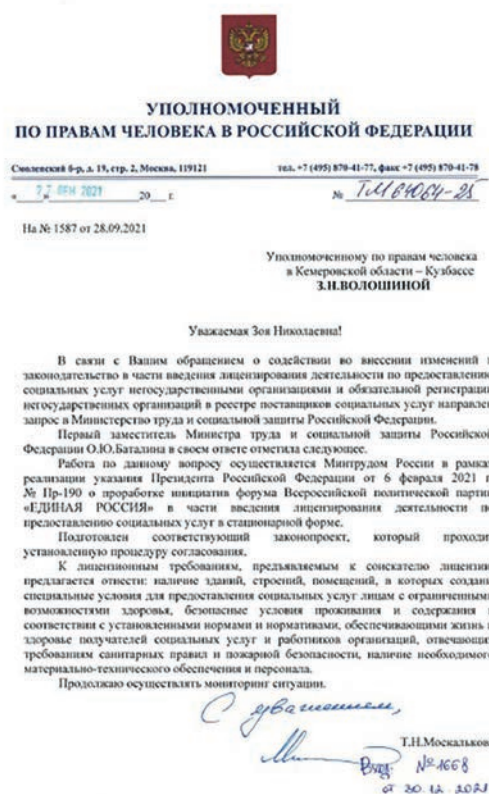 УПОЛНОМОЧЕННЫЙ
ПО ПРАВАМ ЧЕЛОВЕКА В РОССИЙСКОЙ ФЕДЕРАЦИИ
Смоленский б-р, д. 19, стр. 2, Москва, 119121 тел. +7 (495) 870-41-77, факс +7 (495) 870-41-78
« 2021 20 г. № ТМ64064-25
На № 1587 от 28.09.2021
Уполномоченному по правам человека
в Кемеровской области – Кузбассе
З.Н.ВОЛОШИНОЙ
Уважаемая Зоя Николаевна!
В связи с Вашим обращением о содействии во внесении изменений
законодательство в части введения лицензирования деятельности по предоставлению
социальных услуг негосударственными организациями и обязательной регистрации
негосударственных организаций в реестре поставщиков социальных услуг направлен
запрос в Министерство труда и социальной защиты Российской Федерации.
Первый заместитель Министра труда и социальной защиты Российской
Федерации О.Ю.Баталина в своем ответе отметила следующее.
Работа по данному вопросу осуществляется Минтрудом России в рамках
реализации указания Президента Российской Федерации от 6 февраля 2021 г
№ Пр-190 о проработке инициатив форума Всероссийской политической партии
«ЕДИНАЯ РОССИЯ» в части введения лицензирования деятельности по
предоставлению социальных услуг в стационарной форме.
Подготовлен соответствующий законопроект, который проходит
установленную процедуру согласования.
К лицензионным требованиям, предъявляемым к соискателю лицензии
предлагается отнести: наличие зданий, строений, помещений, в которых созданы
специальные условия для предоставления социальных услуг лицам с ограниченными
возможностями здоровья, безопасные условия проживания и содержания
соответствии с установленными нормами и нормативами, обеспечивающими жизнь
здоровье получателей социальных услуг и работников организаций, отвечающих
требованиям санитарных правил и пожарной безопасности, наличие необходимого
материально-технического обеспечения и персонала.
Продолжаю осуществлять мониторинг ситуации.
С уважением,
Т.Н.Москалькова
Вход. №1668
от 30.12.2021